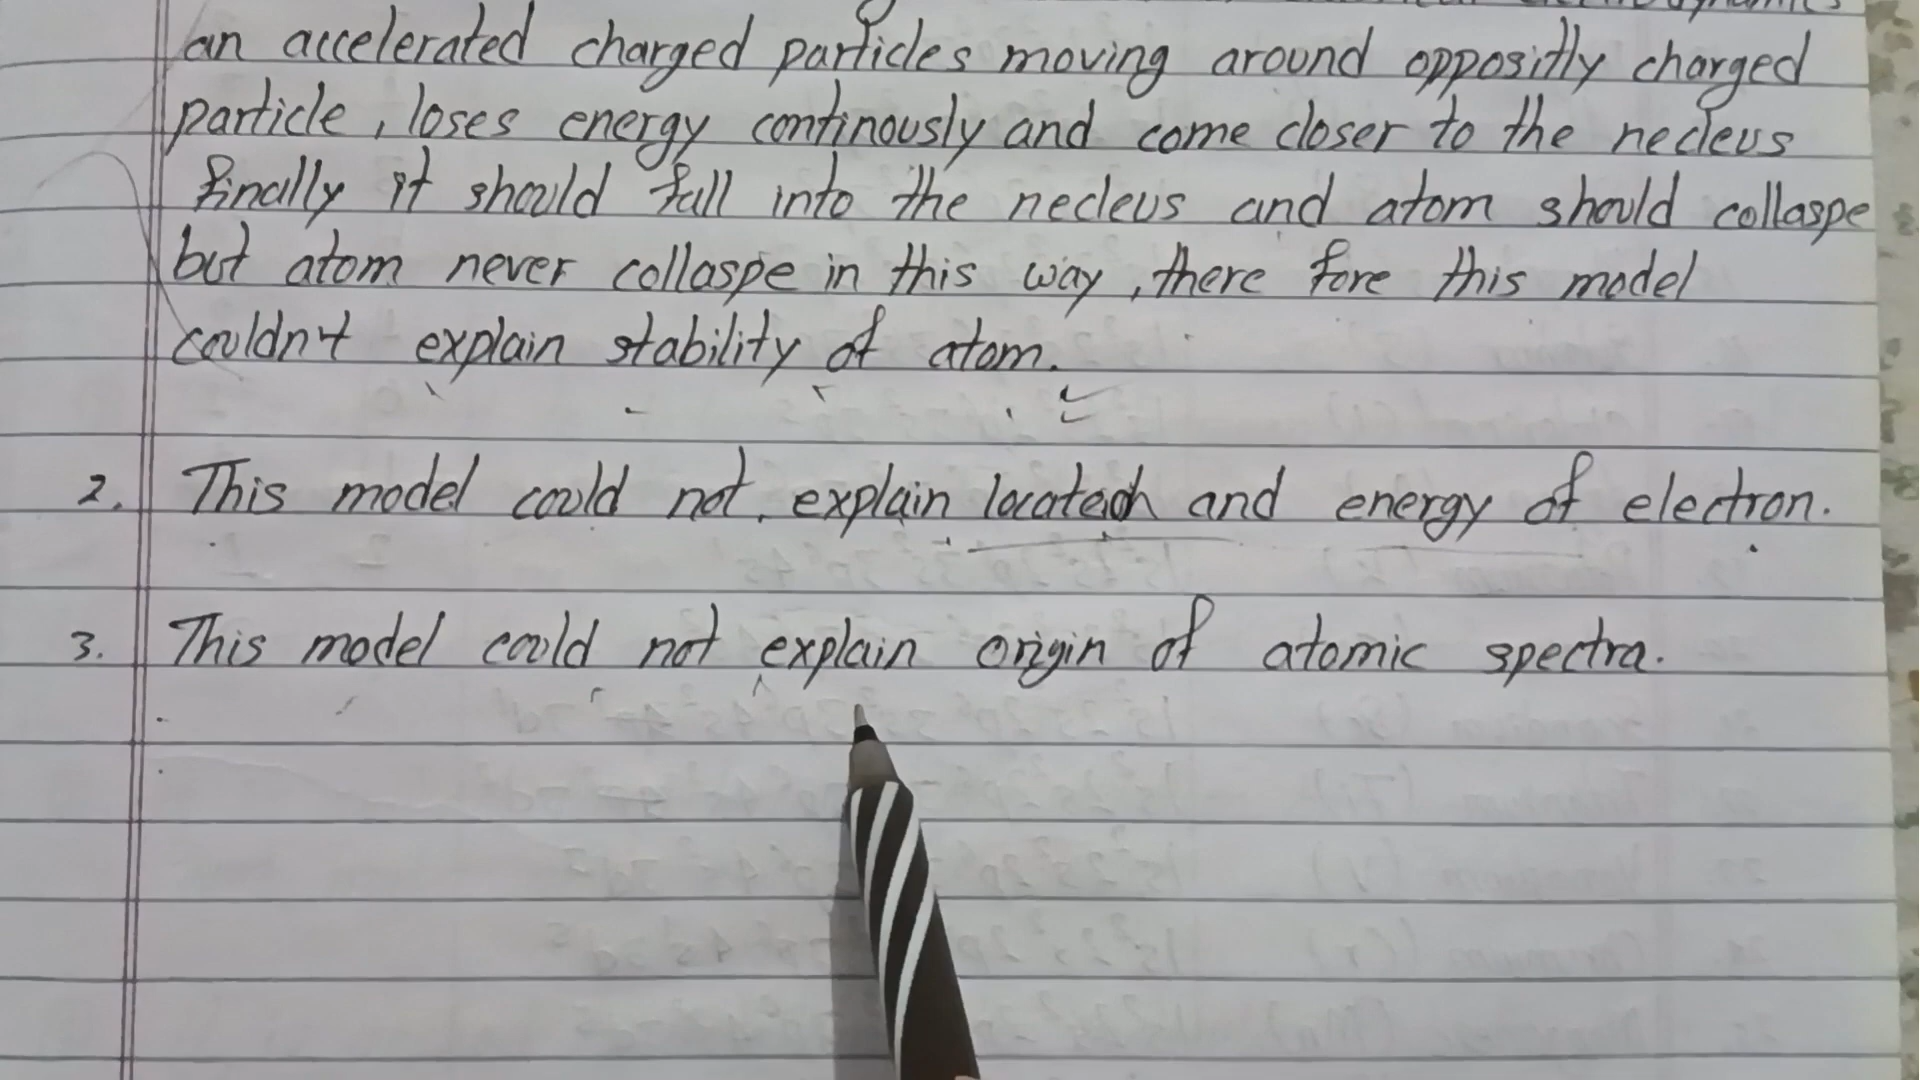 an accelerated charged particles moving around oppositly charged
particle, loses energy continously and come closer to the necleus
finally it should fall into the necleus and atom should collaspe
but atom never collaspe in this way, there fore this model
couldn't explain stability of atom.
2. This model could not explain and energy of electron.
3. This model could not explain origin of atomic spectra.